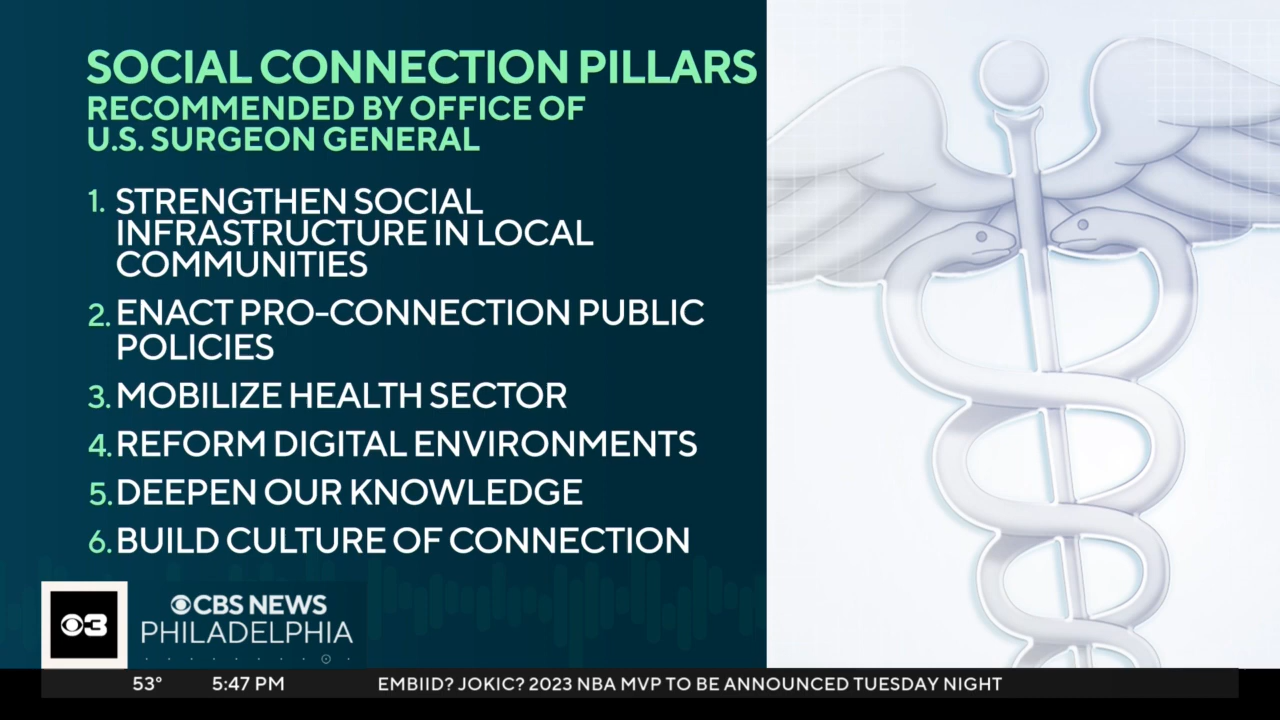 SOCIAL CONNECTION PILLARS
RECOMMENDED BY OFFICE OF
U.S. SURGEON GENERAL
1. STRENGTHEN SOCIAL
INFRASTRUCTURE IN LOCAL
COMMUNITIES
2. ENACT PRO-CONNECTION PUBLIC
POLICIES
3. MOBILIZE HEALTH SECTOR
4. REFORM DIGITAL ENVIRONMENTS
5. DEEPEN OUR KNOWLEDGE
6. BUILD CULTURE OF CONNECTION
3 CBS NEWS
PHILADELPHIA
53° 5:47 PM EMBIID? JOKIC? 2023 NBA MVP TO BE ANNOUNCED TUESDAY NIGHT